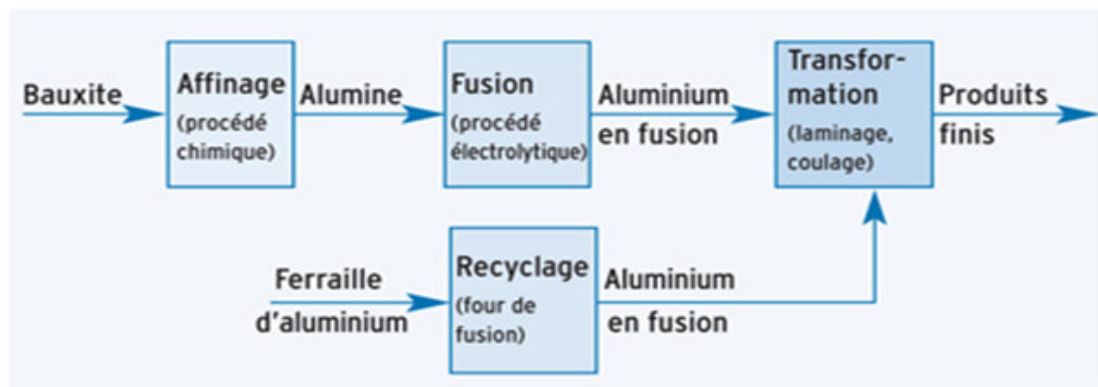 Bauxite
Affinage
(procédé
chimique)
Alumine
Fusion
(procédé
électrolytique)
Aluminium
en fusion
Transfor-
mation
(laminage,
coulage)
Produits
finis
Ferraille
d'aluminium
Recyclage
(four de
fusion)
Aluminium
en fusion